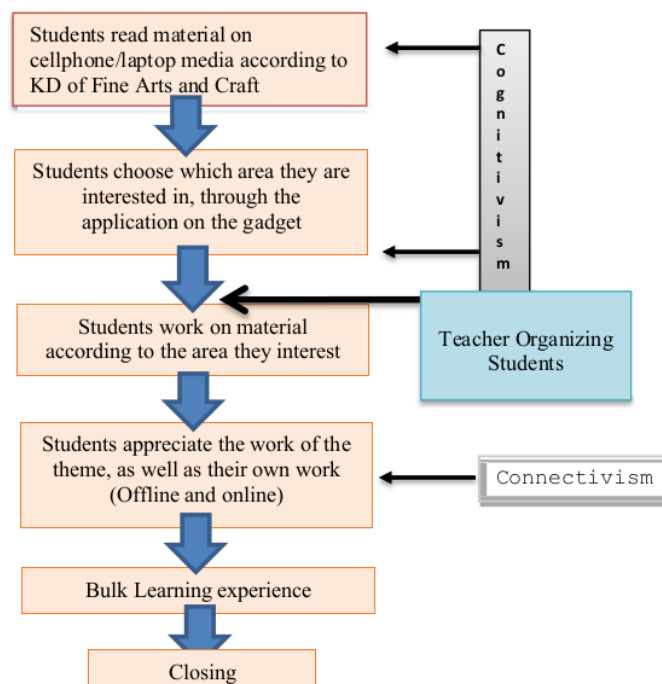 Students read material on
cellphone/laptop media according to
KD of Fine Arts and Craft
Cognitivism
Students choose which area they are
interested in, through the
application on the gadget
Students work on material
according to the area they interest
Teacher Organizing
Students
Students appreciate the work of the
theme, as well as their own work
(Offline and online)
Connectivism
Bulk Learning experience
Closing